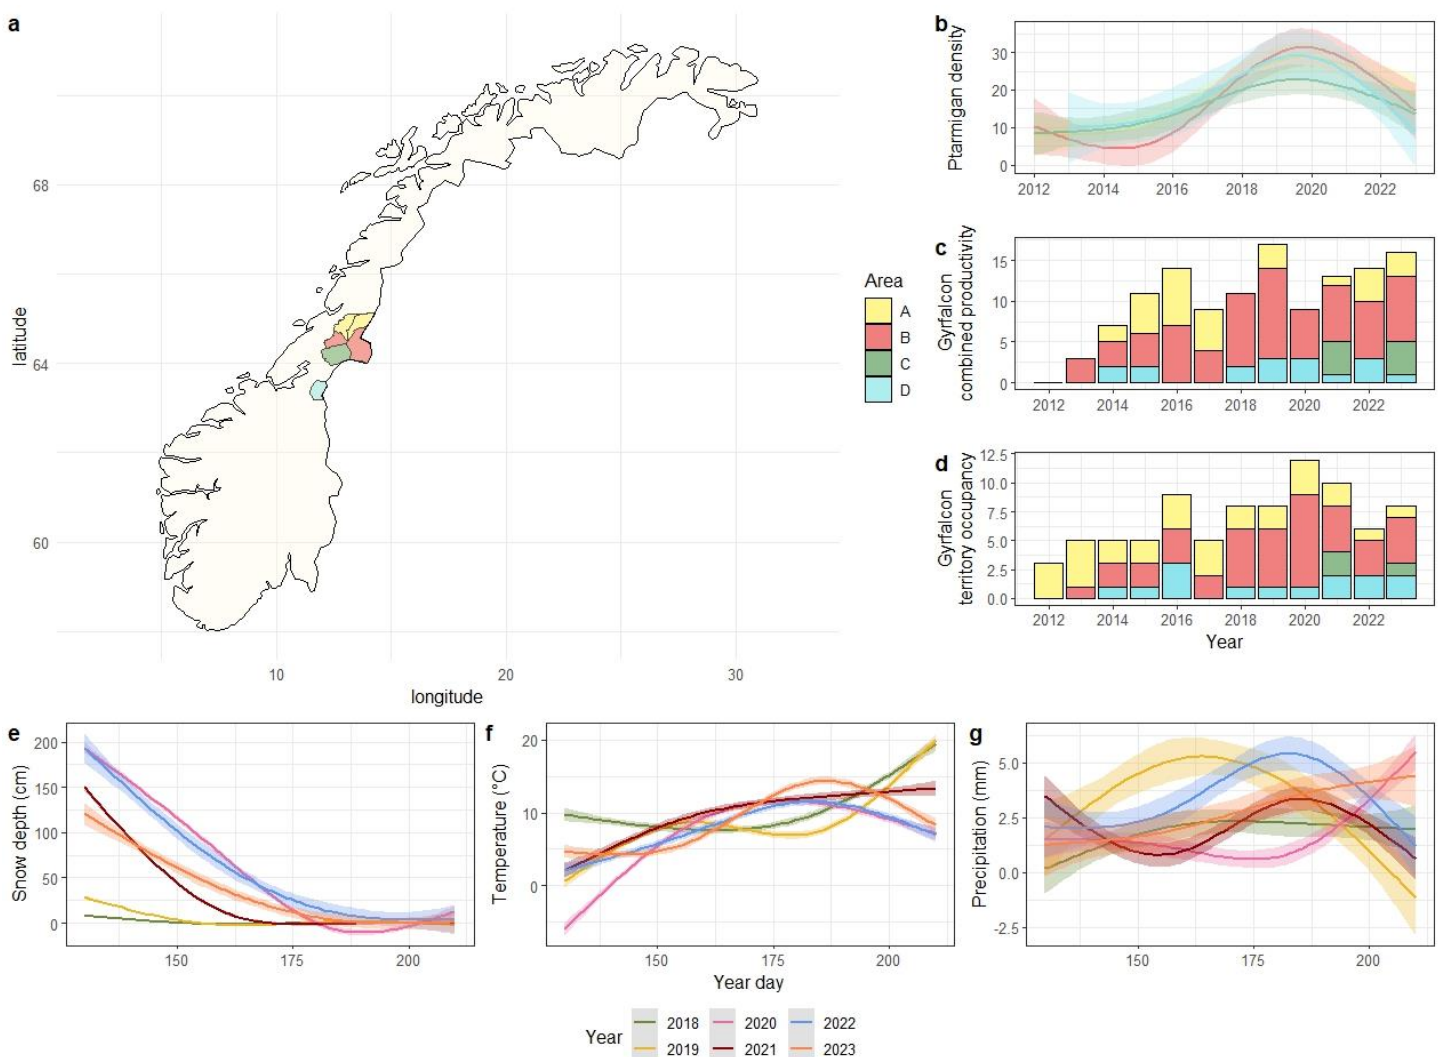 a
68
64
60
latitude
10
20
30
longitude
Area
A
B
C
D
b
Ptarmigan density
30
20
10
0
2012 2014 2016 2018 2020 2022
c
Gyrfalcon
combined productivity
15
10
5
0
2012 2014 2016 2018 2020 2022
d
Gyrfalcon
territory occupancy
12.5
10.0
7.5
5.0
2.5
0.0
2012 2014 2016 2018 2020 2022
Year
e
Snow depth (cm)
200
150
100
50
0
150 175 200
f
Temperature (°C)
20
10
0
150 175 200
Year day
g
Precipitation (mm)
5.0
2.5
0.0
-2.5
150 175 200
Year
2018 2020 2022
2019 2021 2023